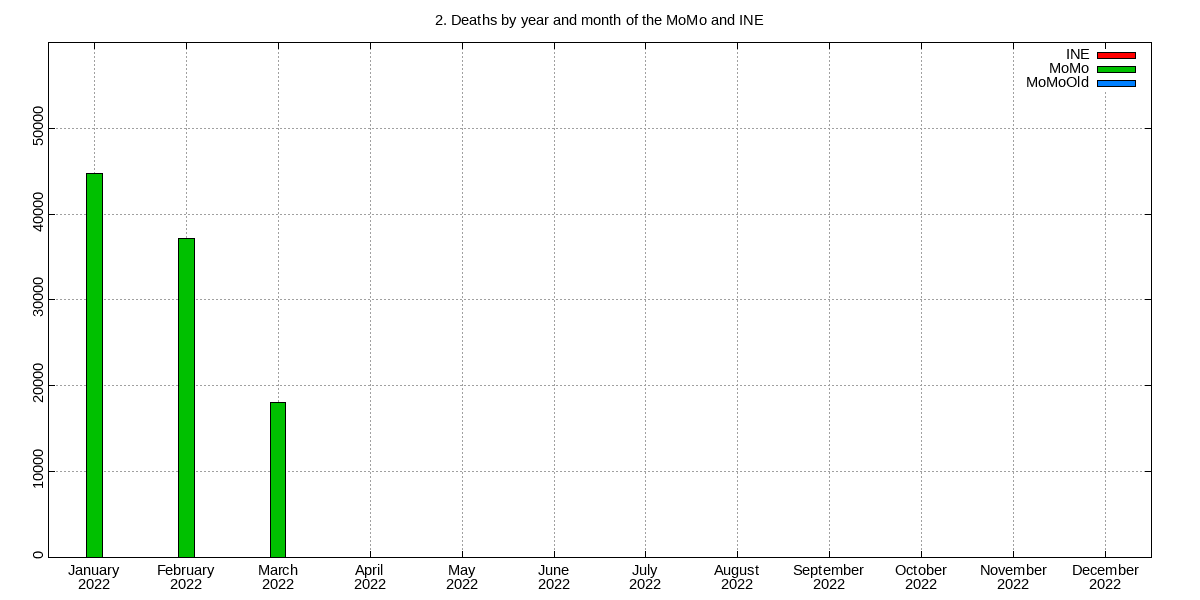 2. Deaths by year and month of the MoMo and INE
INE
MoMo
MoMoOld
50000
40000
30000
20000
10000
0
January February March April May June July August September October November December
2022 2022 2022 2022 2022 2022 2022 2022 2022 2022 2022 2022